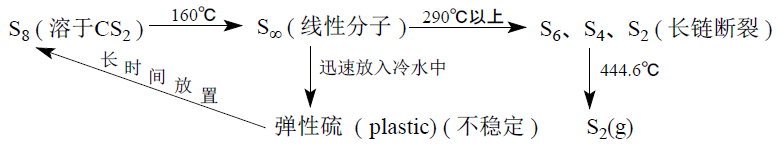 S₈（溶于CS₂） 160℃ S∞（线性分子） 290℃以上 S₆、S₄、S₂（长链断裂）
长时间放置 迅速放入冷水中 444.6℃
弹性硫（plastic)(不稳定） S₂(g)